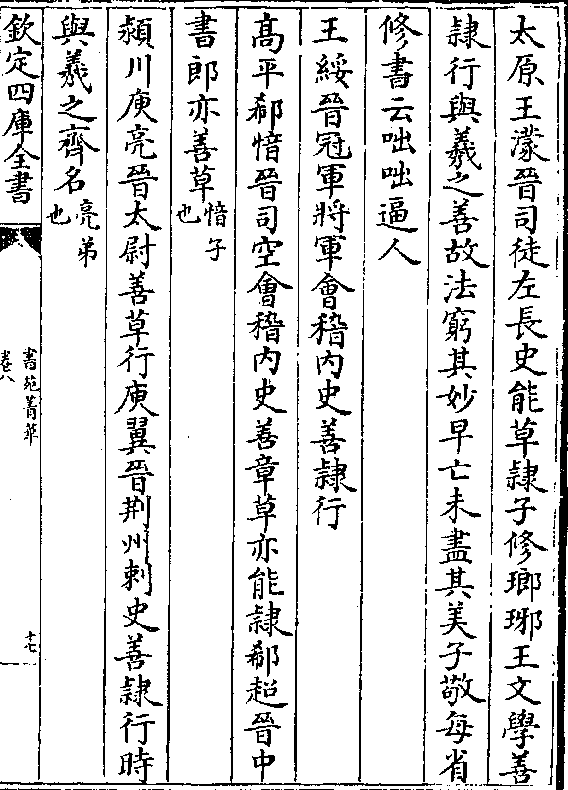 太原王濛晉司徒左長史能草隸子修瑯琊王文學善
隸行與羲之善故法窮其妙早亡未盡其美子敬每省
修書云咄咄逼人
王綏晉冠軍將軍會稽内史善隸行
高平郗愔晉司空會稽内史善章草亦能隸郗超晉中
書郎亦善草愔子也
潁川庾亮晉太尉善草行庾翼晉荆州刺史善隸行時
與羲之齊名亮弟也
欽定四庫全書
書苑菁華
卷八
十七